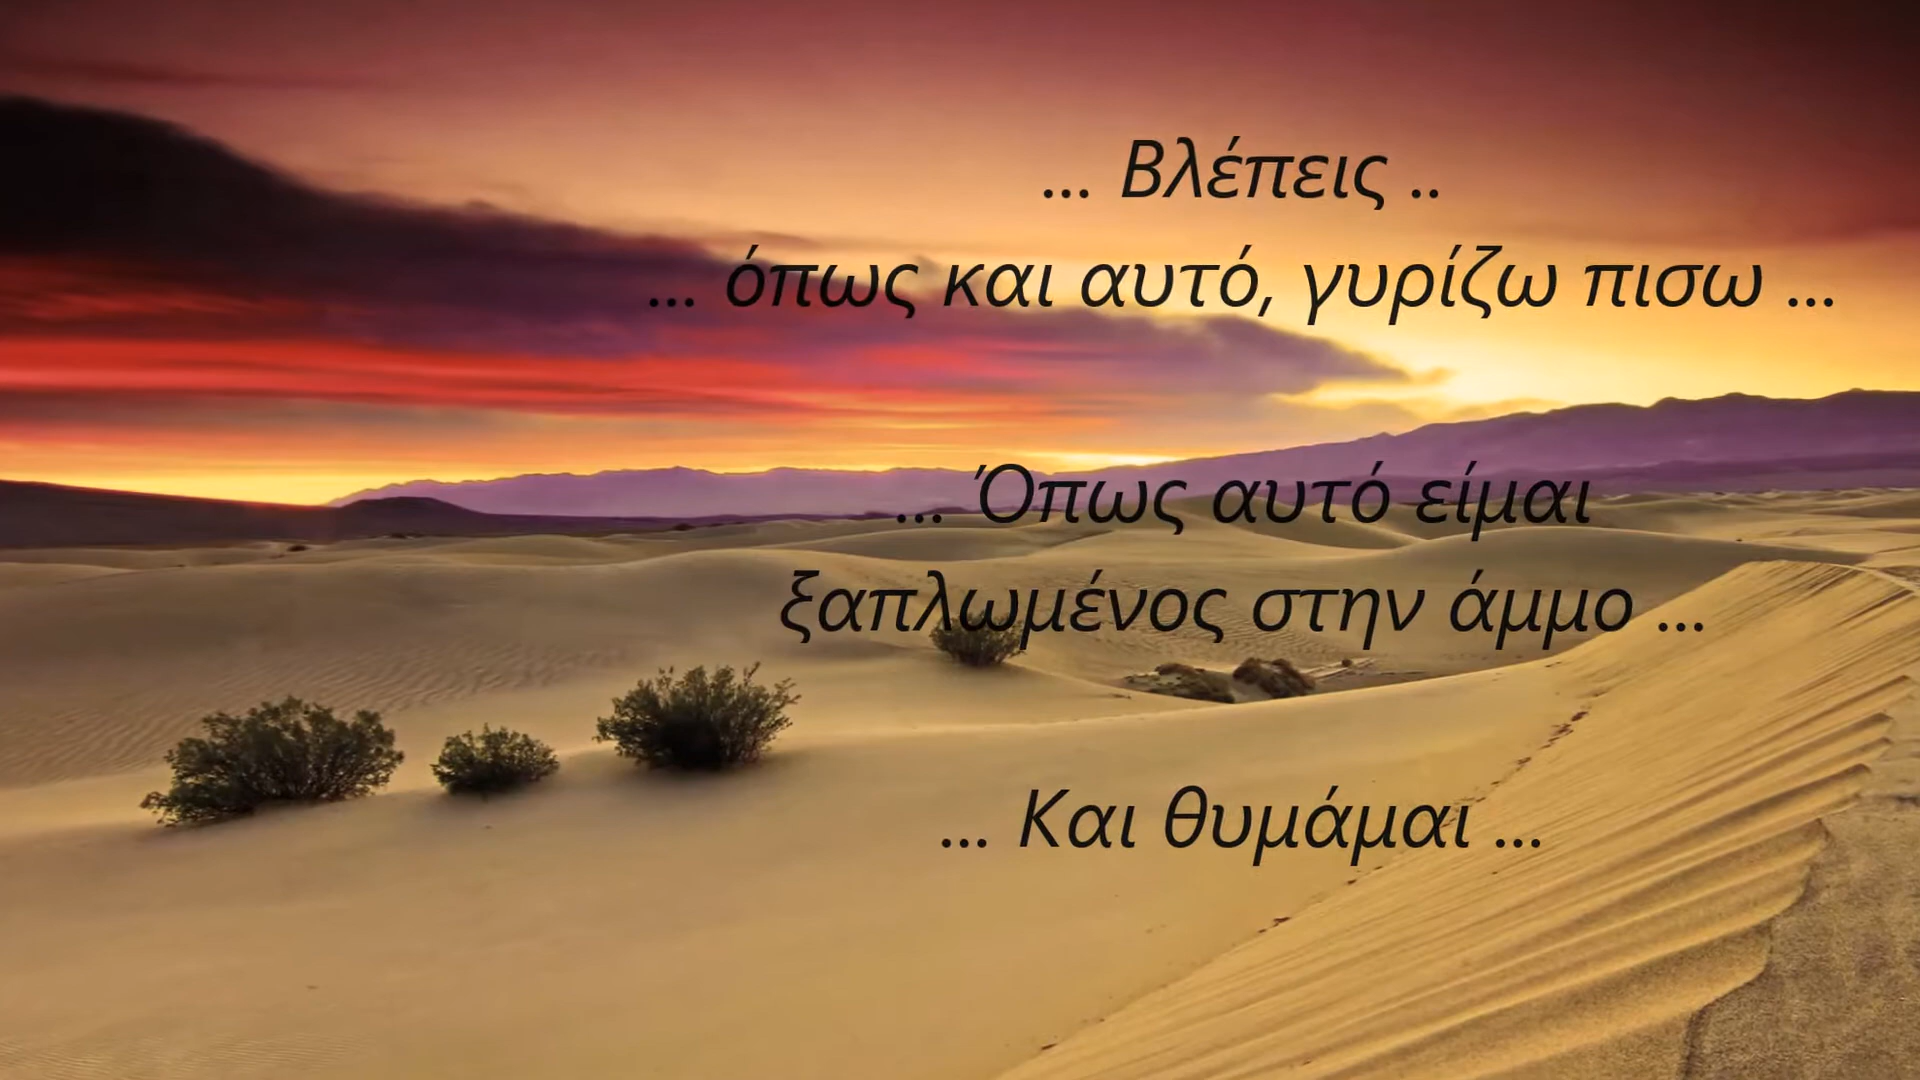 ... Βλέπεις ..
... όπως και αυτό, γυρίζω πισω ...
... Όπως αυτό είμαι
ξαπλωμένος στην άμμο ...
... Και θυμάμαι ...